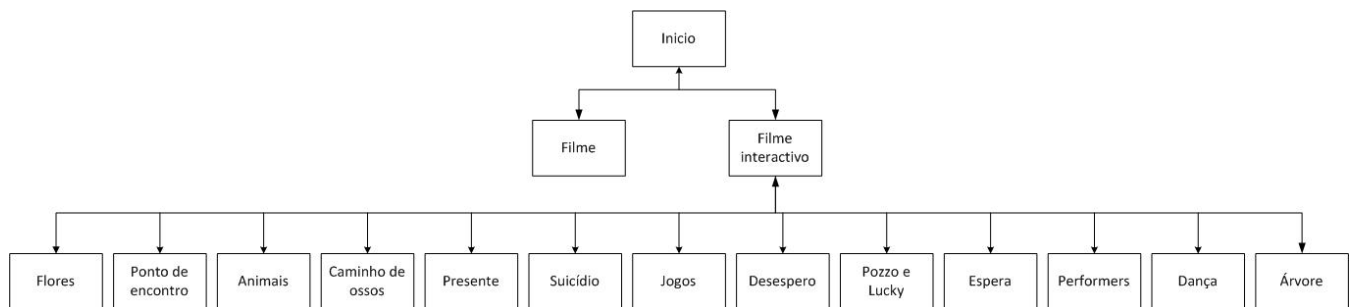 Inicio
Filme
Filme
interactivo
Flores
Ponto de
encontro
Animais
Caminho de
ossos
Presente
Suicídio
Jogos
Desespero
Pozzo e
Lucky
Espera
Performers
Dança
Árvore